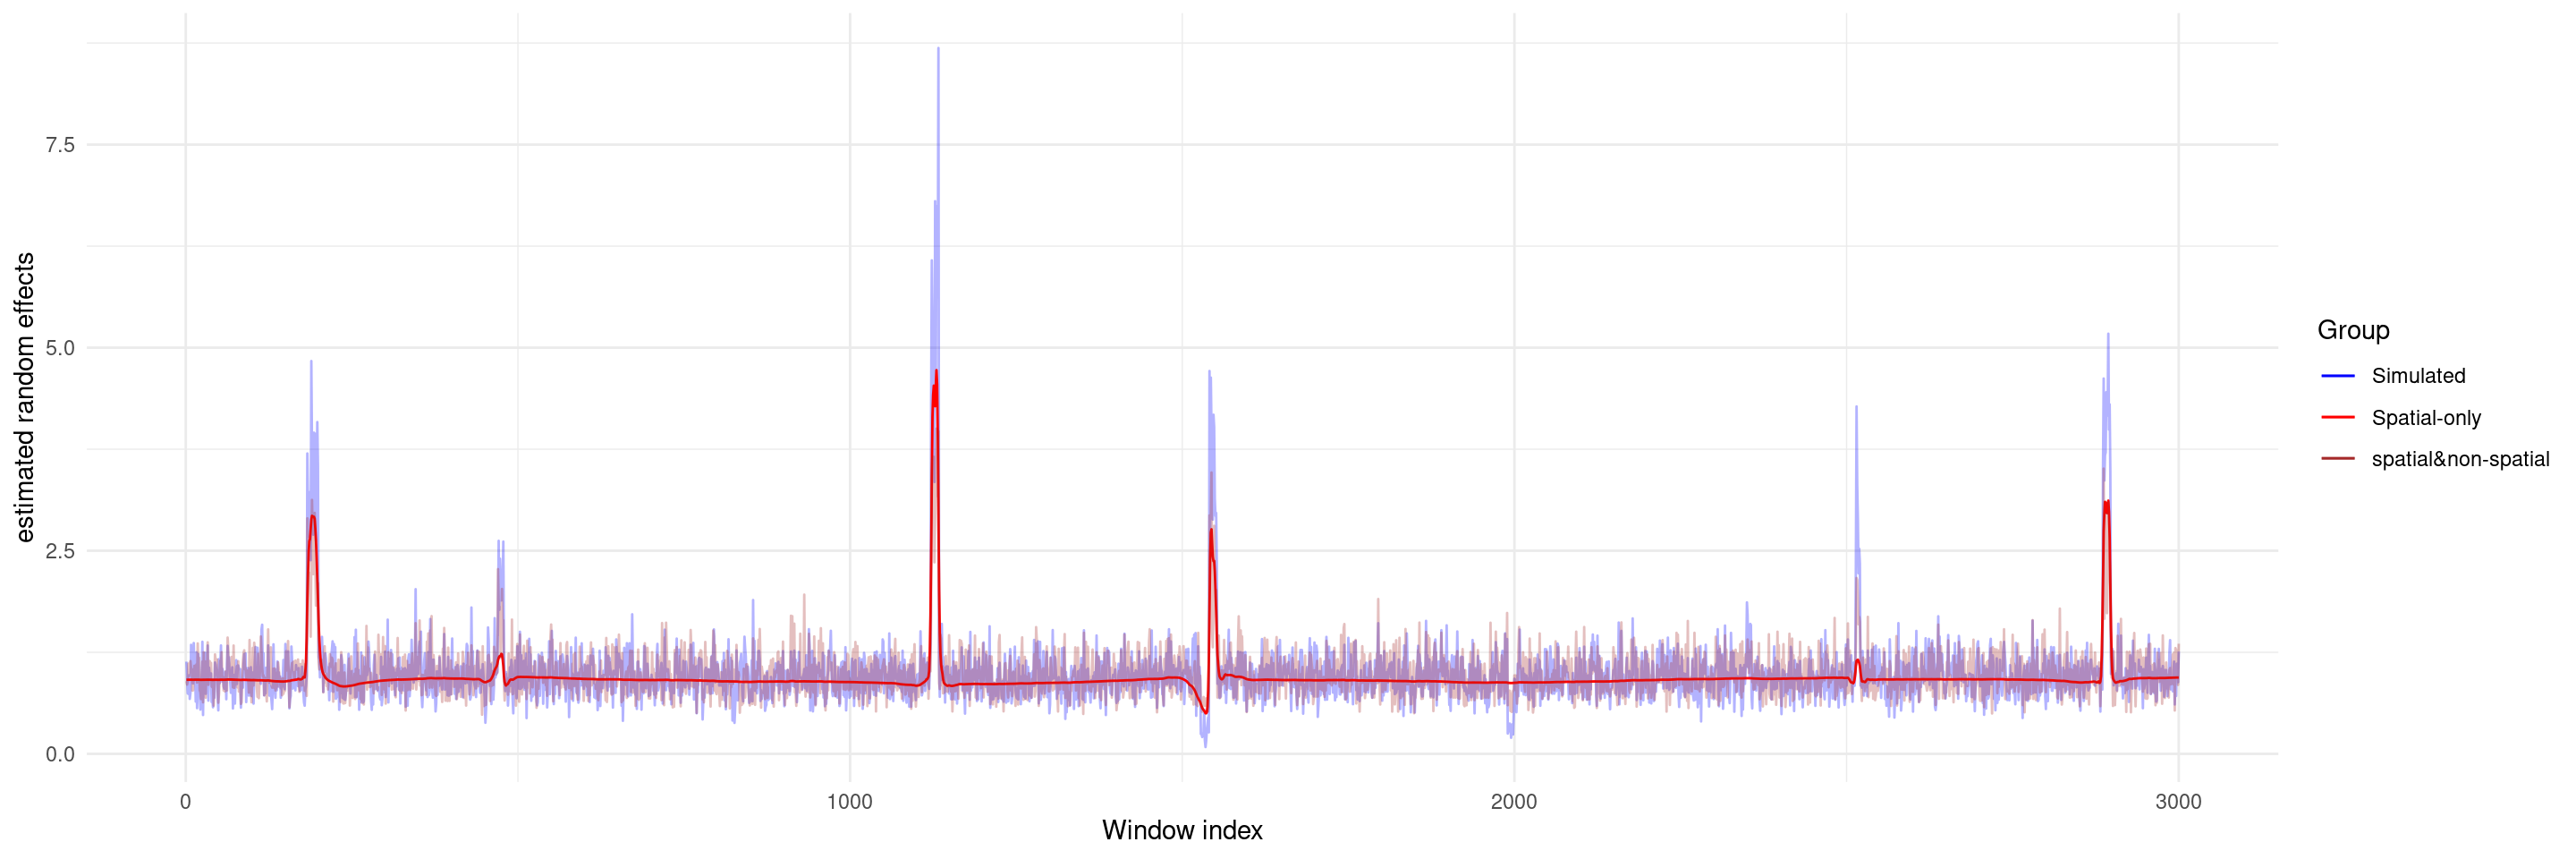 estimated random effects
7.5
5.0
2.5
0.0
0
1000
2000
3000
Window index
Group
Simulated
Spatial-only
spatial&non-spatial